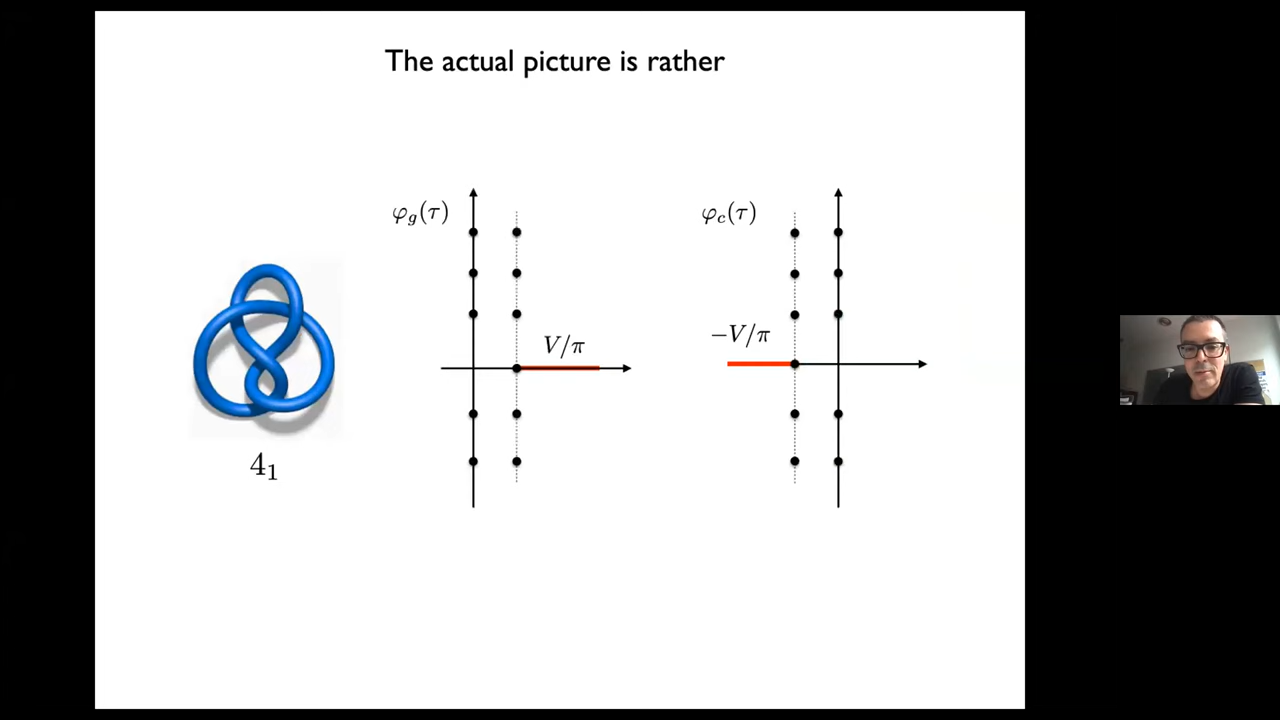 The actual picture is rather
φ_g(τ)
φ_c(τ)
V/π
−V/π
4₁